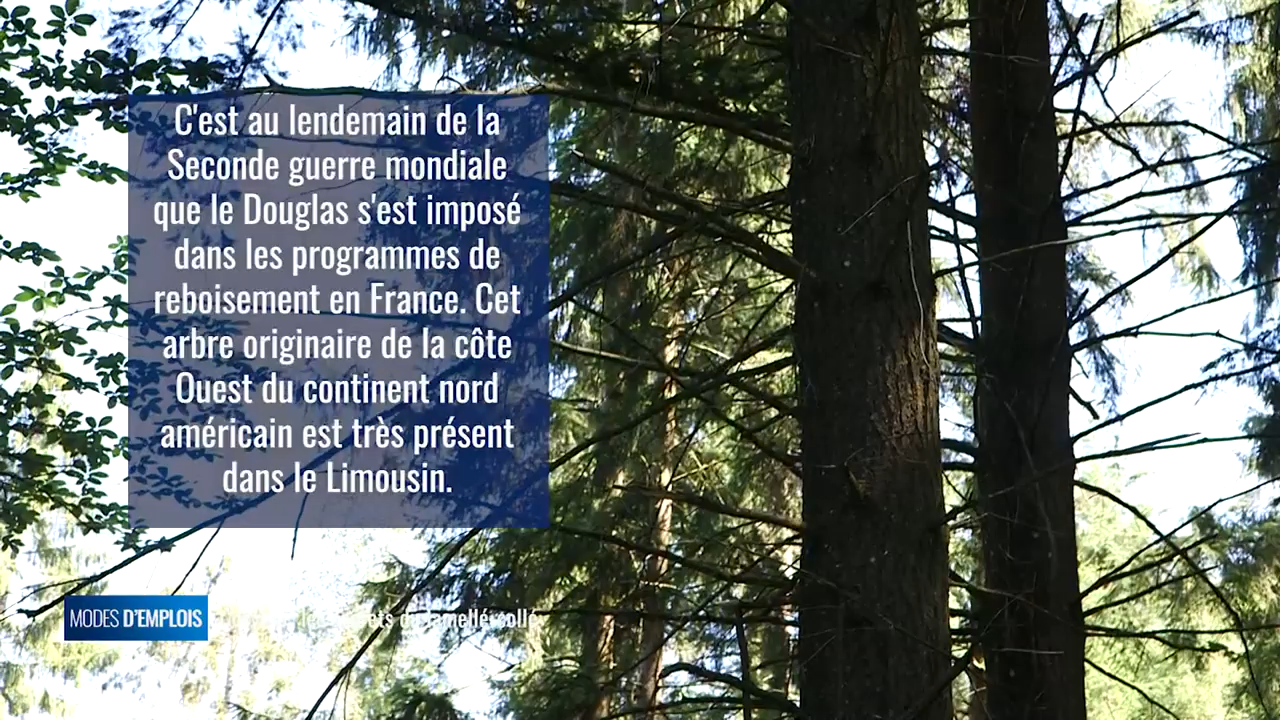 C'est au lendemain de la
Seconde guerre mondiale
que le Douglas s'est imposé
dans les programmes de
reboisement en France. Cet
arbre originaire de la côte
Ouest du continent nord
américain est très présent
dans le Limousin.
MODES D'EMPLOIS
lamellé collé